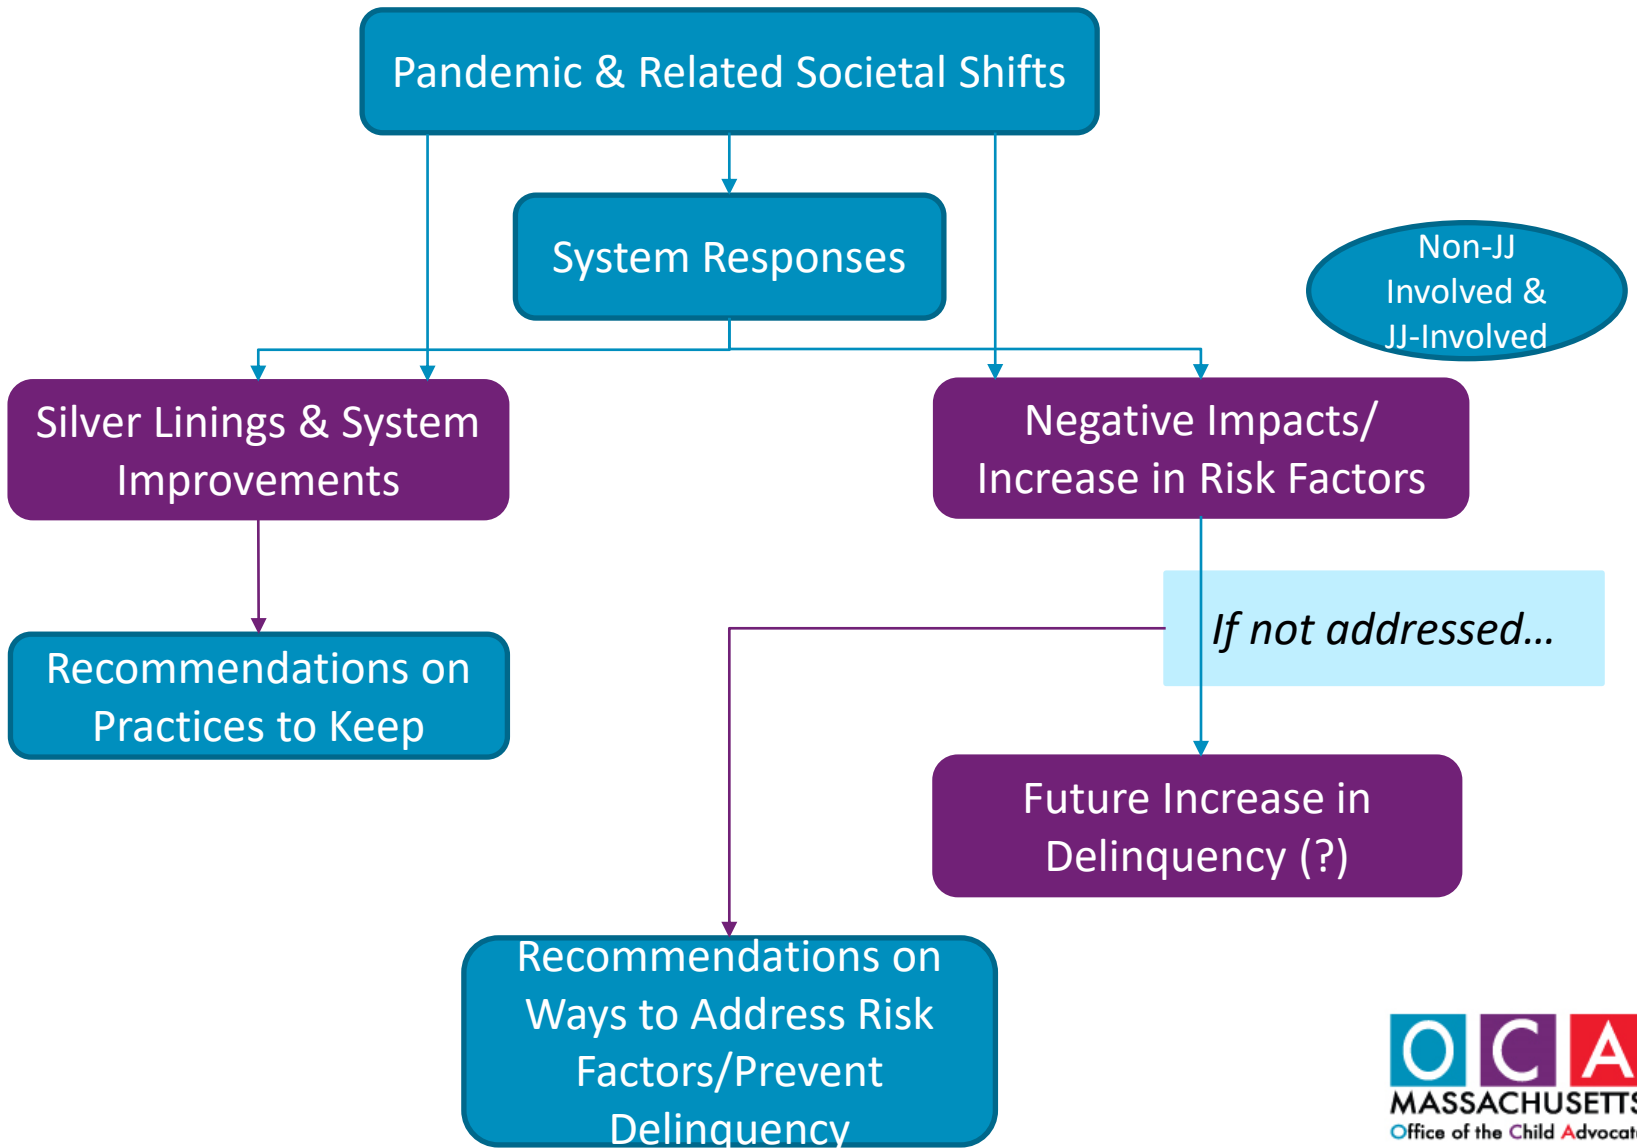 Pandemic & Related Societal Shifts
System Responses
Non-JJ
Involved &
JJ-Involved
Silver Linings & System
Improvements
Negative Impacts/
Increase in Risk Factors
If not addressed...
Recommendations on
Practices to Keep
Future Increase in
Delinquency (?)
Recommendations on
Ways to Address Risk
Factors/Prevent
Delinquency
OCA
MASSACHUSETTS
Office of the Child Advocate